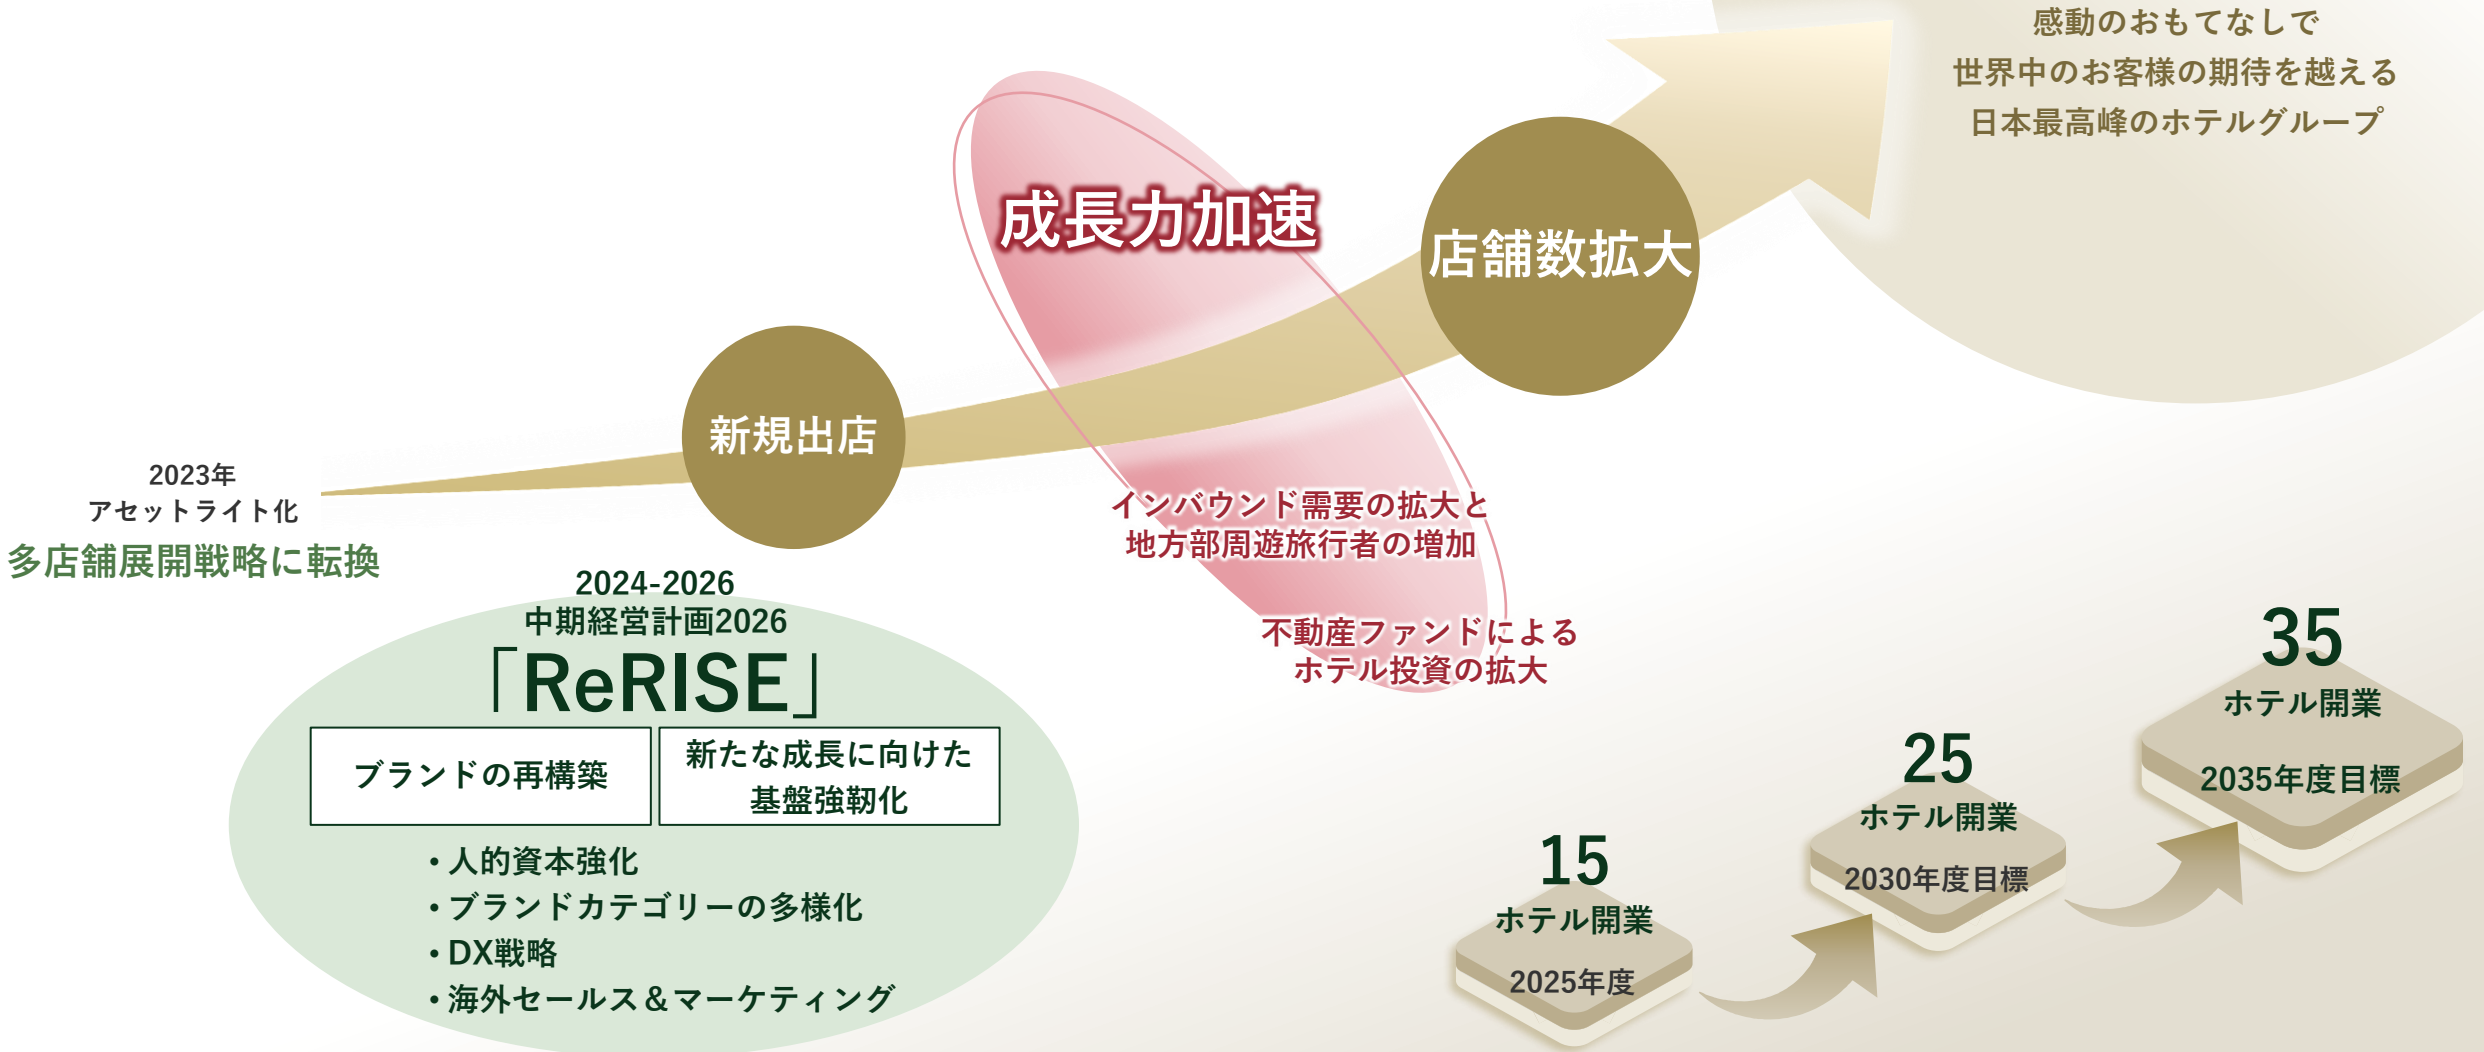 感動のおもてなしで
世界中のお客様の期待を越える
日本最高峰のホテルグループ
成長力加速
店舗数拡大
新規出店
2023年
アセットライト化
多店舗展開戦略に転換
インバウンド需要の拡大と
地方部周遊旅行者の増加
不動産ファンドによる
ホテル投資の拡大
2024-2026
中期経営計画2026
「ReRISE」
ブランドの再構築
新たな成長に向けた
基盤強靭化
・人的資本強化
・ブランドカテゴリーの多様化
・DX戦略
・海外セールス＆マーケティング
15
ホテル開業
2025年度
25
ホテル開業
2030年度目標
35
ホテル開業
2035年度目標